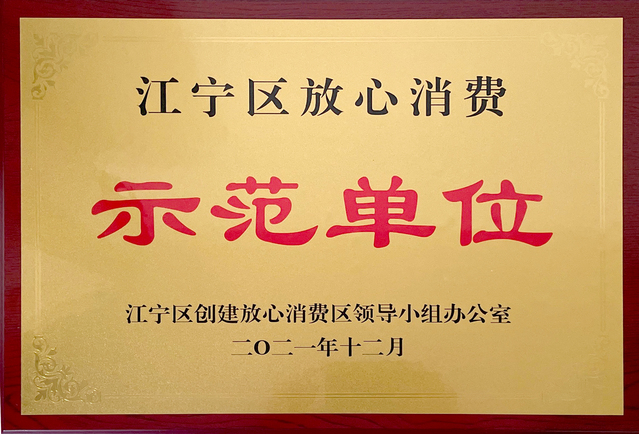 江宁区放心消费
示范单位
江宁区创建放心消费区领导小组办公室
二〇二一年十二月